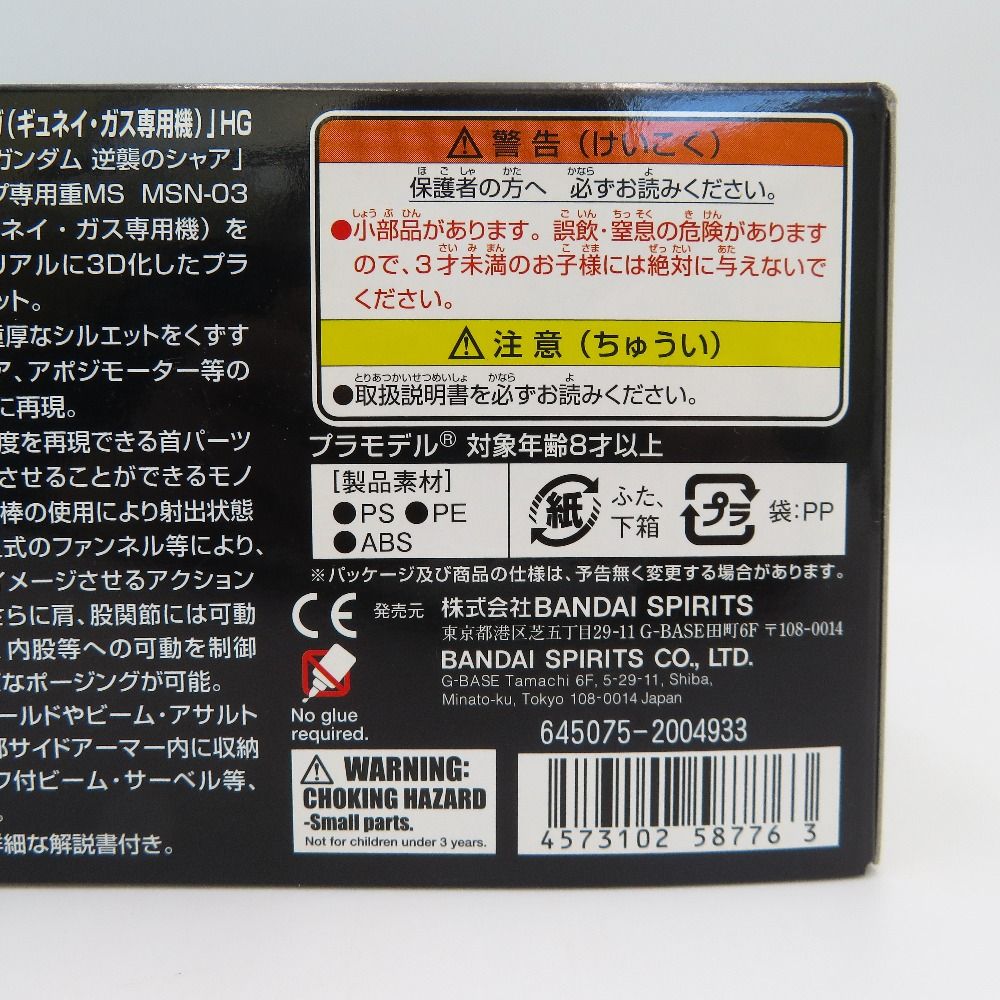 (ギュネイ・ガス専用機)」HG
ガンダム 逆襲のシャア」
プ専用重MS MSN-03
ネイ・ガス専用機)を
リアルに3D化したプラ
ット。
重厚なシルエットをくずす
ア、アポジモーター等の
に再現。
度を再現できる首パーツ
させることができるモノ
棒の使用により射出状態
式のファンネル等により、
イメージさせるアクション
さらに肩、股関節には可動
、内股等への可動を制御
なポージングが可能。
ールドやビーム・アサルト
部サイドアーマー内に収納
フ付ビーム・サーベル等、
。
詳細な解説書付き。
⚠警告(けいこく)
保護者の方へ 必ずお読みください。
●小部品があります。誤飲・窒息の危険があります
ので、3才未満のお子様には絶対に与えないで
ください。
⚠注意(ちゅうい)
●取扱説明書を必ずお読みください。
プラモデル® 対象年齢8才以上
[製品素材]
●PS ●PE
●ABS
紙 ふた、
下箱
プラ 袋:PP
※パッケージ及び商品の仕様は、予告無く変更する場合があります。
CE 発売元 株式会社BANDAI SPIRITS
東京都港区芝五丁目29-11 G-BASE田町6F 〒108-0014
BANDAI SPIRITS CO., LTD.
G-BASE Tamachi 6F, 5-29-11, Shiba,
Minato-ku, Tokyo 108-0014 Japan
No glue
required.
645075-2004933
⚠ WARNING:
CHOKING HAZARD
-Small parts.
Not for children under 3 years.
4573102 58776 3